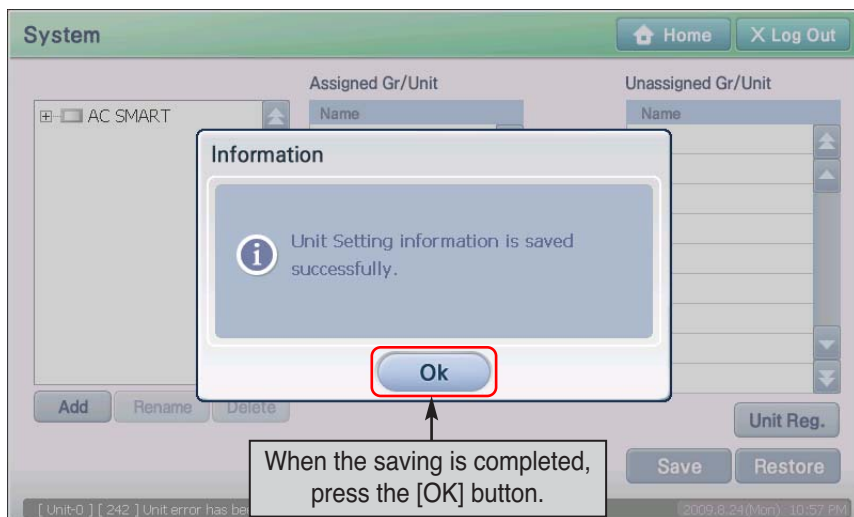 System
Home
X Log Out
Assigned Gr/Unit
Unassigned Gr/Unit
AC SMART
Name
Name
Information
Unit Setting information is saved
successfully.
Ok
Add
Rename
Delete
Unit Reg.
When the saving is completed,
press the [OK] button.
Save
Restore
[ Unit-0 ] [ 242 ] Unit error has
2009.8.24(Mon) 10:57 PM